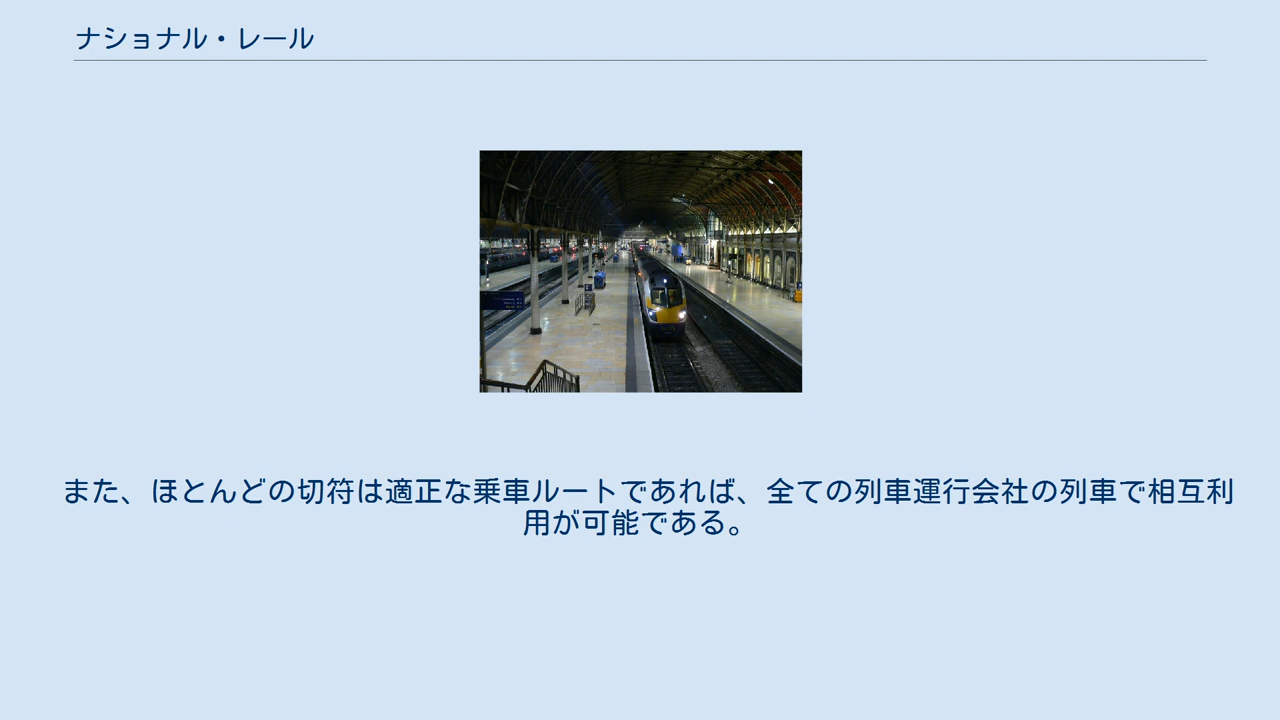 ナショナル・レール
また、ほとんどの切符は適正な乗車ルートであれば、全ての列車運行会社の列車で相互利
用が可能である。